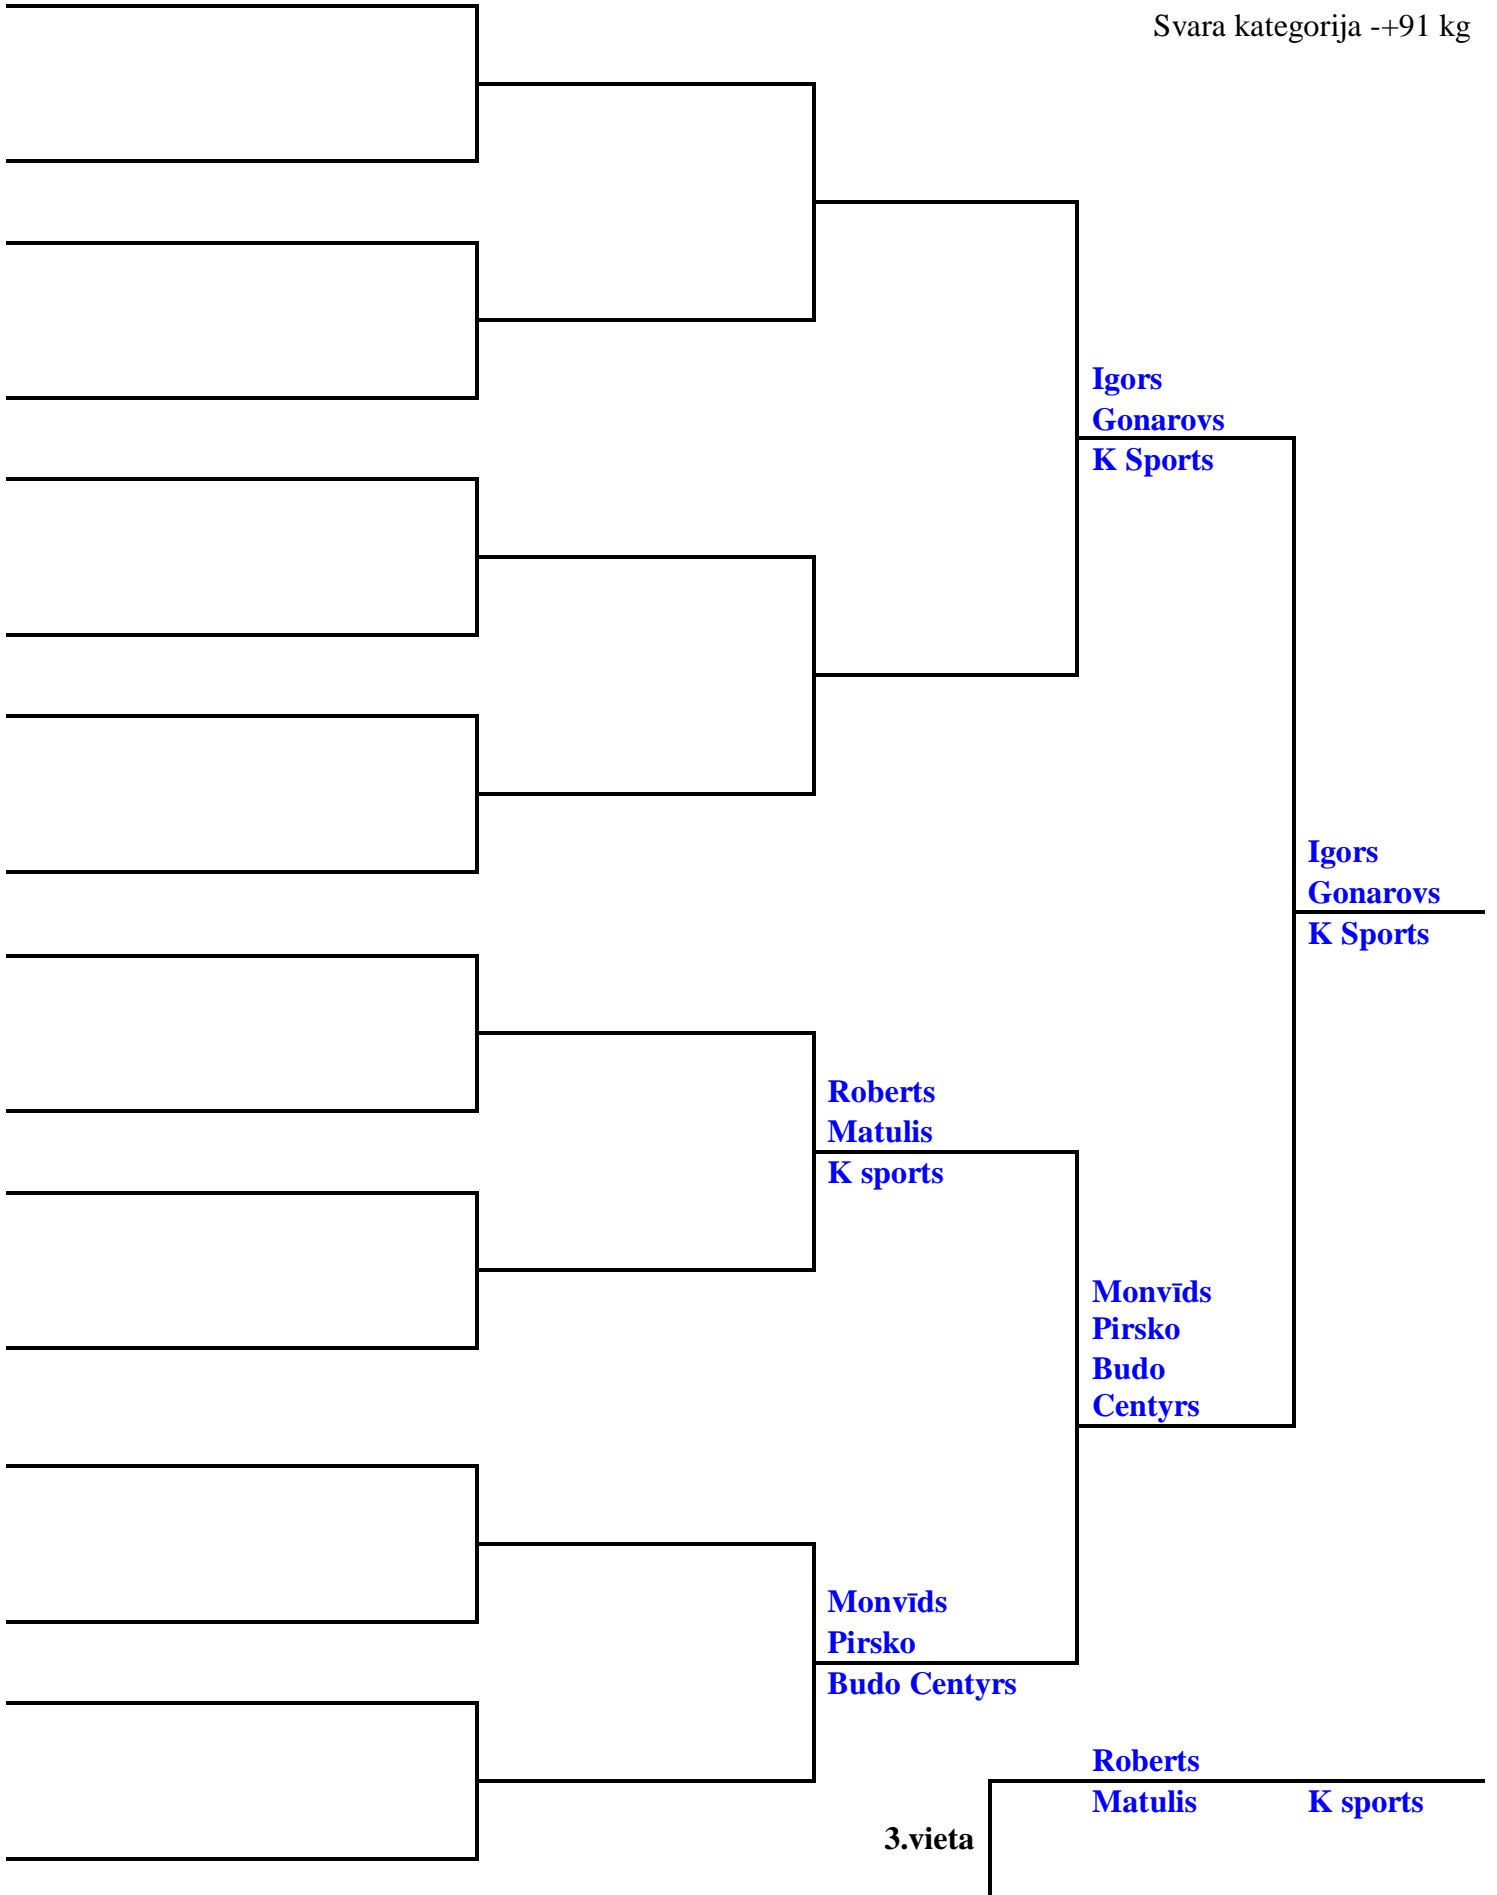 Svara kategorija -+91 kg
Igors
Gonarovs
K Sports
Igors
Gonarovs
K Sports
Roberts
Matulis
K sports
Monvīds
Pirsko
Budo
Centyrs
Monvīds
Pirsko
Budo Centyrs
Roberts
Matulis K sports
3.vieta